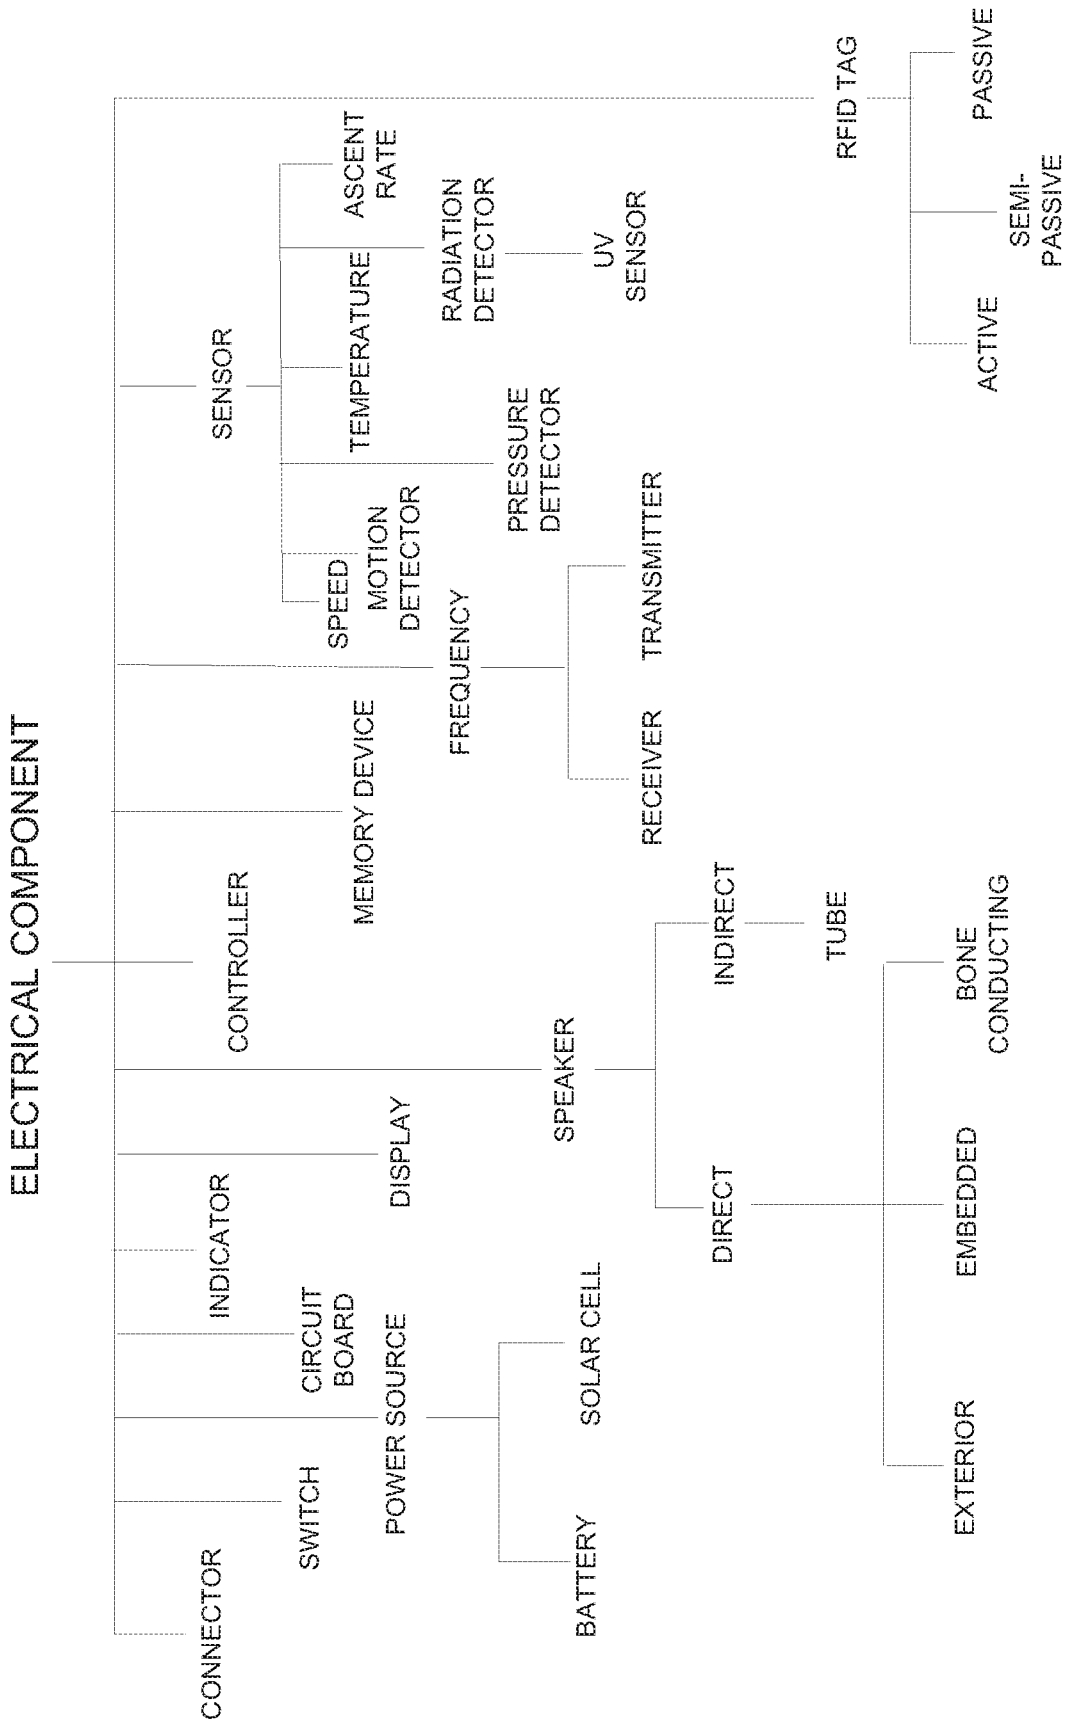 ELECTRICAL COMPONENT
CONNECTOR
SWITCH
POWER SOURCE
BATTERY
SOLAR CELL
CIRCUIT
BOARD
INDICATOR
DISPLAY
SPEAKER
DIRECT
EXTERIOR
EMBEDDED
BONE
CONDUCTING
INDIRECT
TUBE
CONTROLLER
MEMORY DEVICE
FREQUENCY
RECEIVER
TRANSMITTER
SENSOR
SPEED
MOTION
DETECTOR
PRESSURE
DETECTOR
TEMPERATURE
RADIATION
DETECTOR
UV
SENSOR
ASCENT
RATE
RFID TAG
ACTIVE
SEMI-
PASSIVE
PASSIVE